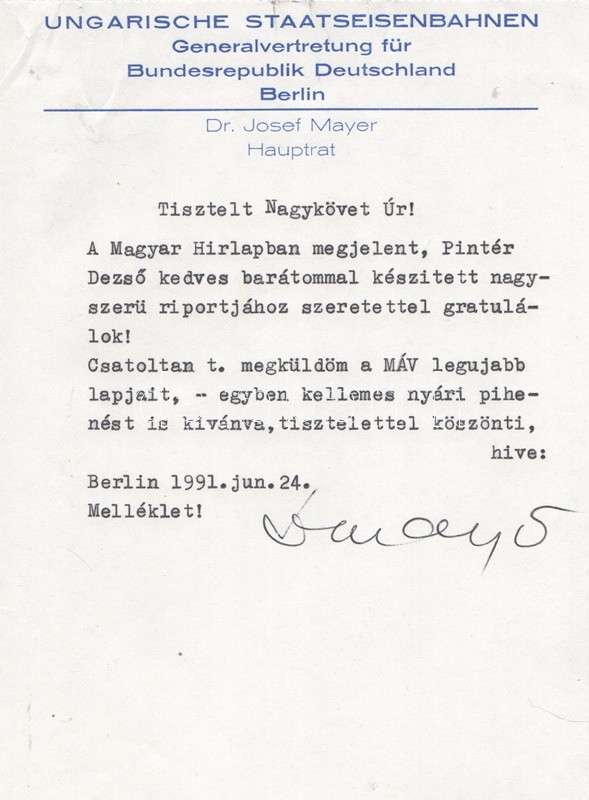 UNGARISCHE STAATSEISENBAHNEN
Generalvertretung für
Bundesrepublik Deutschland
Berlin
Dr. Josef Mayer
Hauptrat
Tisztelt Nagykövet Úr!
A Magyar Hirlapban megjelent, Pintér
Dezső kedves barátommal készitett nagy-
szerü riportjához szeretettel gratulá-
lok!
Csatoltan t. megküldöm a MÁV legujabb
lapjait, - egyben kellemes nyári pihe-
nést is kivánva,tisztelettel köszönti,
hive:
Berlin 1991.jun.24.
Melléklet!